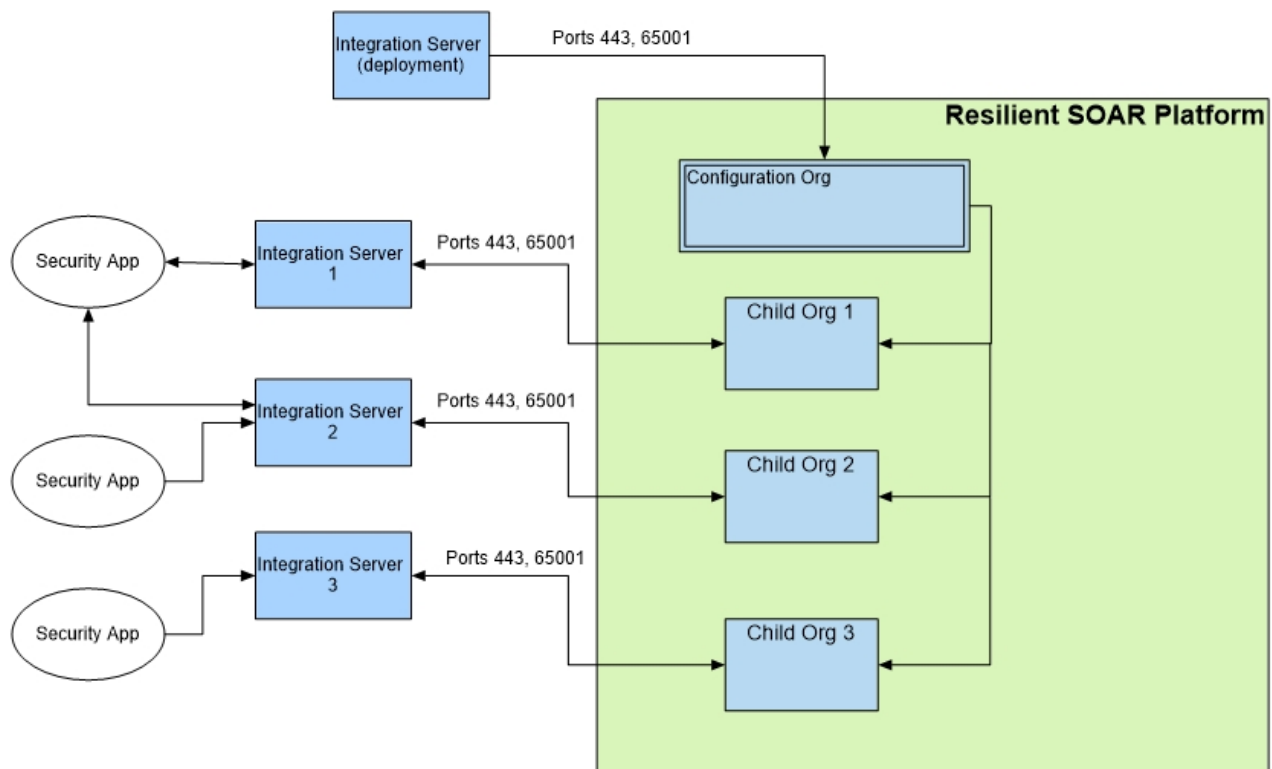 Integration Server
(deployment)
Ports 443, 65001
Resilient SOAR Platform
Configuration Org
Security App
Integration Server
1
Ports 443, 65001
Child Org 1
Integration Server
2
Ports 443, 65001
Security App
Child Org 2
Integration Server
3
Ports 443, 65001
Security App
Child Org 3